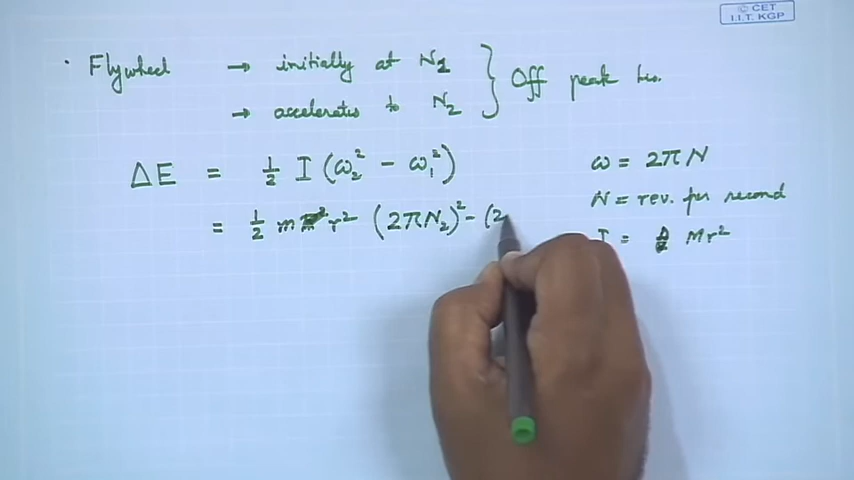 © CET
I.I.T. KGP
· Flywheel → initially at N₁ } Off peak hrs.
→ accelerates to N₂
ΔE = 1/2 I (ω₂² − ω₁²)
ω = 2πN
N = rev. per second
= 1/2 m r² (2πN₂)² − (2
I = Mr²